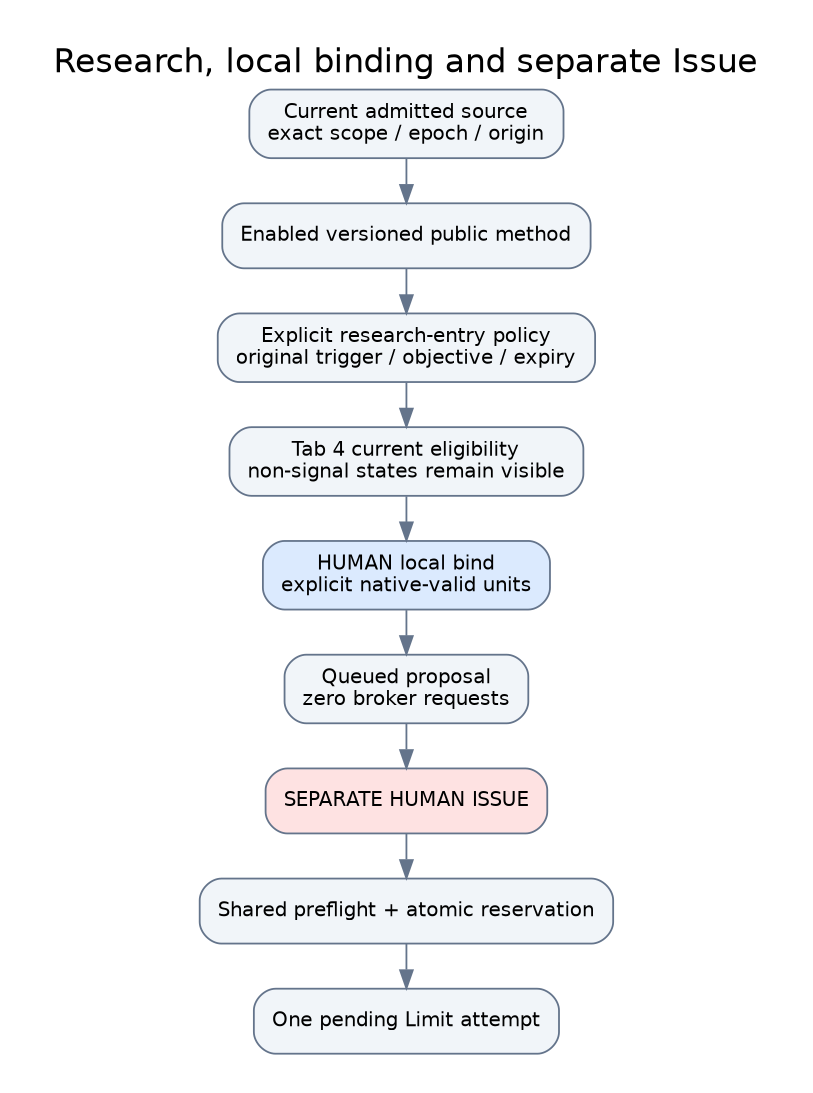 Research, local binding and separate Issue
Current admitted source
exact scope / epoch / origin
Enabled versioned public method
Explicit research-entry policy
original trigger / objective / expiry
Tab 4 current eligibility
non-signal states remain visible
HUMAN local bind
explicit native-valid units
Queued proposal
zero broker requests
SEPARATE HUMAN ISSUE
Shared preflight + atomic reservation
One pending Limit attempt